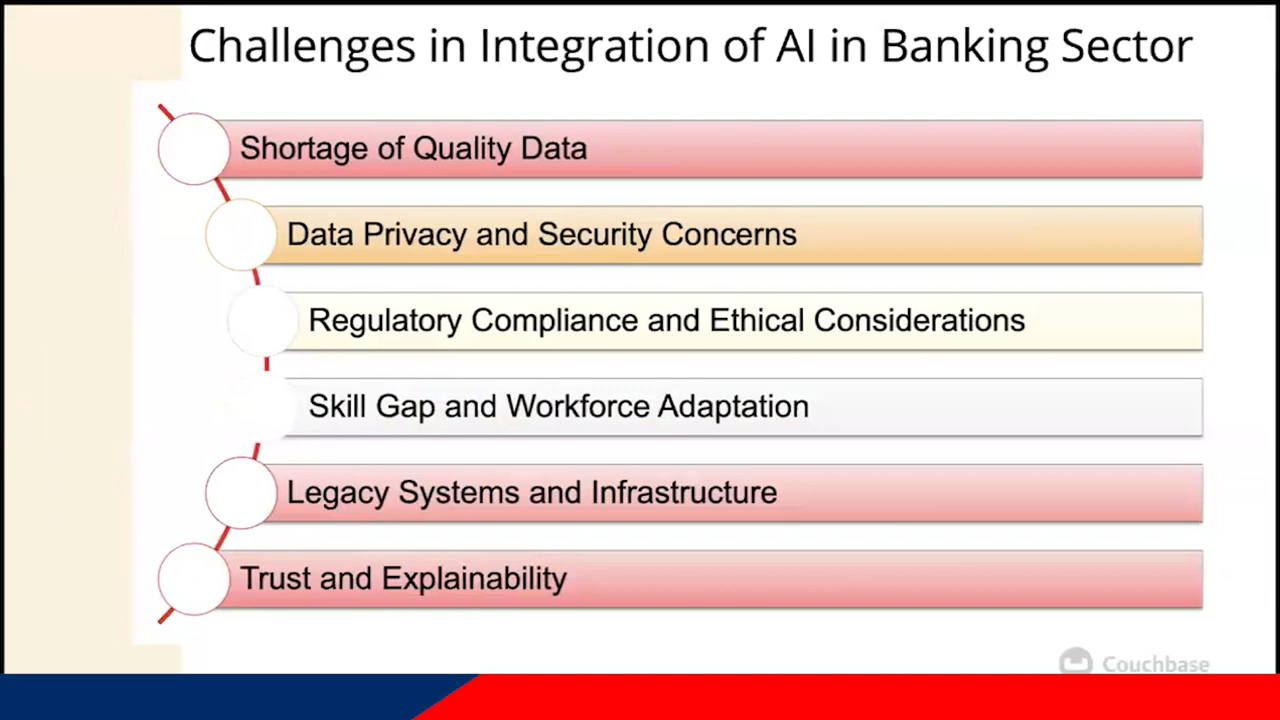 Challenges in Integration of AI in Banking Sector
Shortage of Quality Data
Data Privacy and Security Concerns
Regulatory Compliance and Ethical Considerations
Skill Gap and Workforce Adaptation
Legacy Systems and Infrastructure
Trust and Explainability
Couchbase